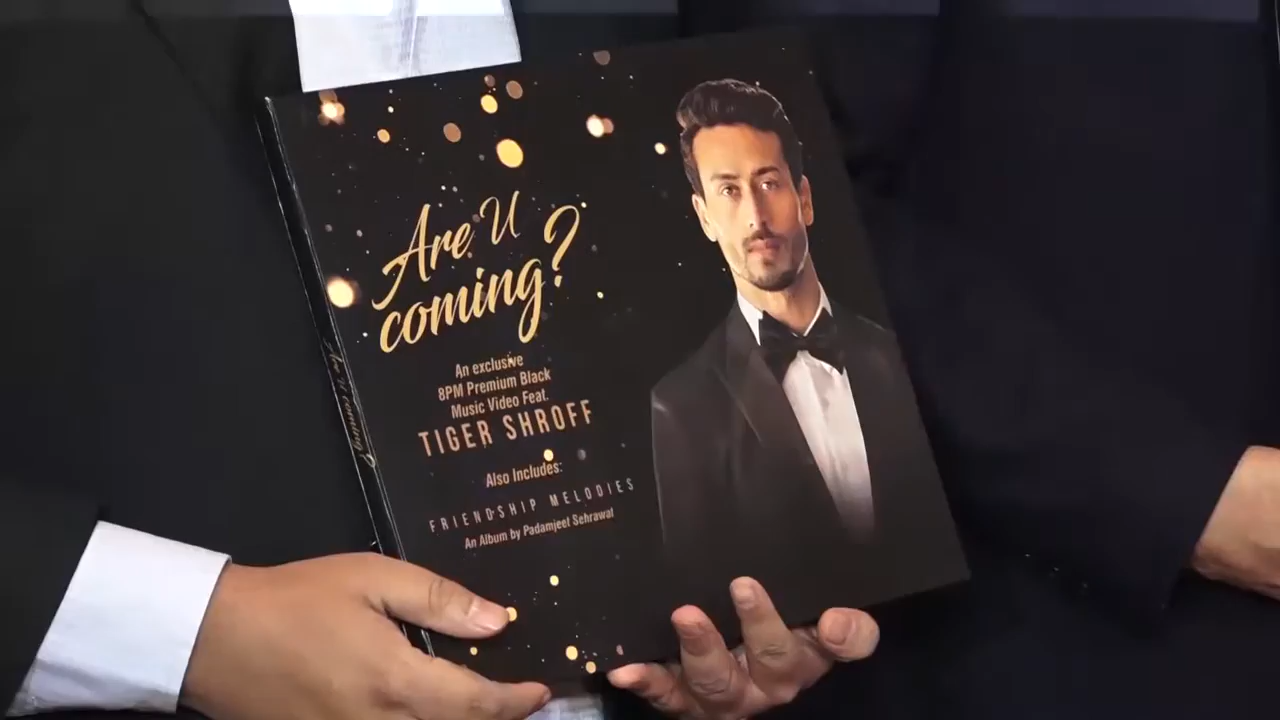 Are U
coming?
An exclusive
8PM Premium Black
Music Video Feat.
TIGER SHROFF
Also Includes:
FRIENDSHIP MELODIES
An Album by Padamjeet Sehrawat
Are U coming?